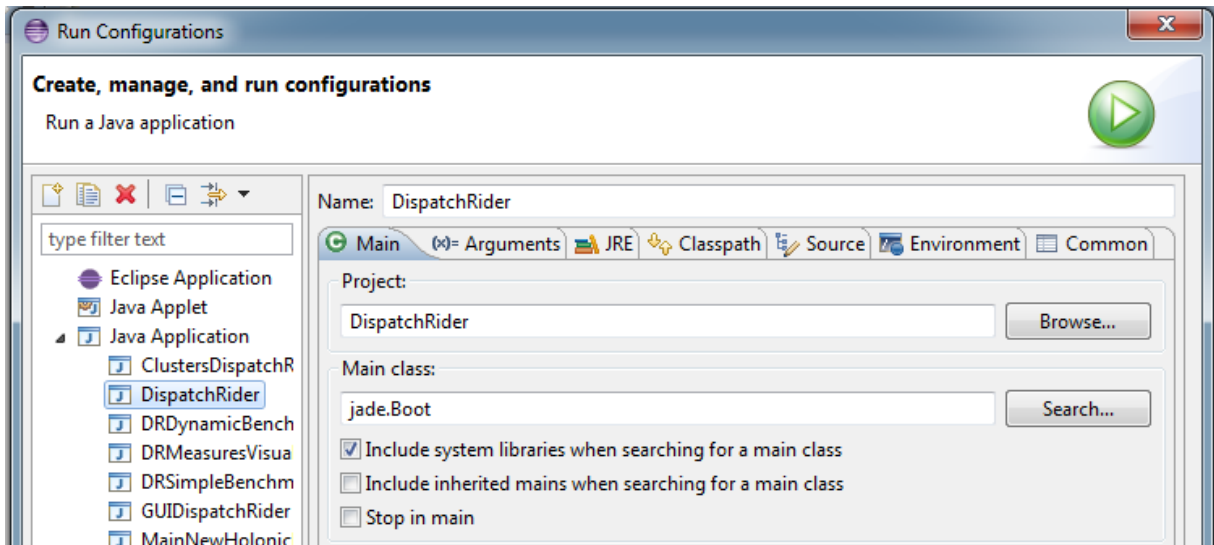 Run Configurations
Create, manage, and run configurations
Run a Java application
type filter text
Eclipse Application
Java Applet
Java Application
ClustersDispatchR
DispatchRider
DRDynamicBench
DRMeasuresVisua
DRSimpleBenchm
GUIDispatchRider
MainNewHolonic
Name: DispatchRider
Main (x)= Arguments JRE Classpath Source Environment Common
Project:
DispatchRider Browse...
Main class:
jade.Boot Search...
Include system libraries when searching for a main class
Include inherited mains when searching for a main class
Stop in main